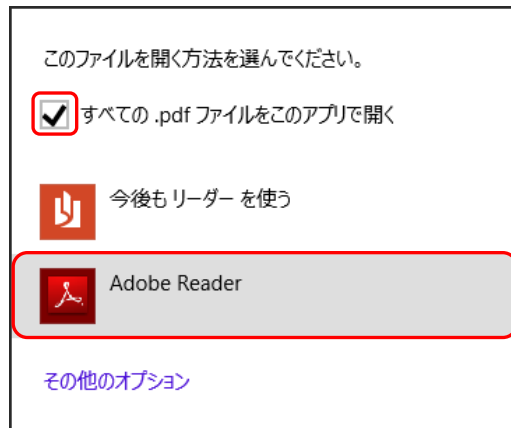 このファイルを開く方法を選んでください。
すべての .pdf ファイルをこのアプリで開く
今後も リーダー を使う
Adobe Reader
その他のオプション